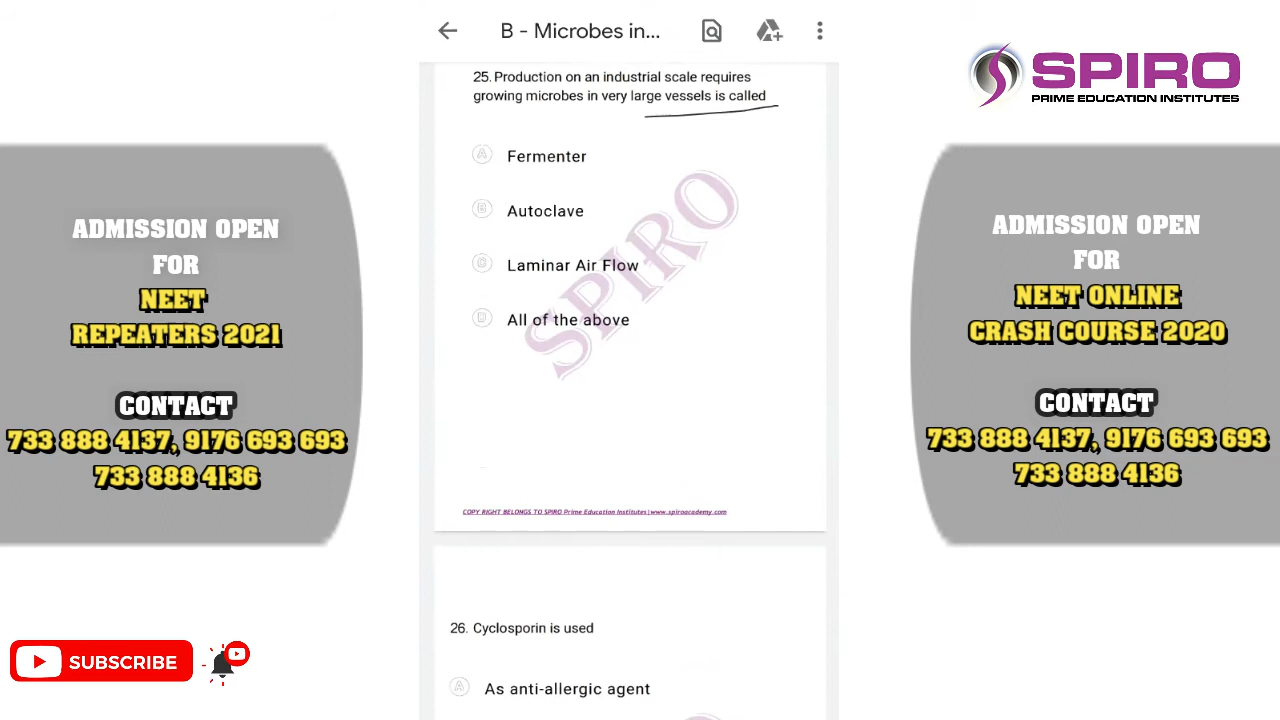 B - Microbes in...
SPIRO
PRIME EDUCATION INSTITUTES
25. Production on an industrial scale requires
growing microbes in very large vessels is called
A Fermenter
B Autoclave
C Laminar Air Flow
D All of the above
SPIRO
COPY RIGHT BELONGS TO SPIRO Prime Education Institutes|www.spiroacademy.com
26. Cyclosporin is used
A As anti-allergic agent
ADMISSION OPEN
FOR
NEET
REPEATERS 2021
CONTACT
733 888 4137, 9176 693 693
733 888 4136
ADMISSION OPEN
FOR
NEET ONLINE
CRASH COURSE 2020
CONTACT
733 888 4137, 9176 693 693
733 888 4136
SUBSCRIBE